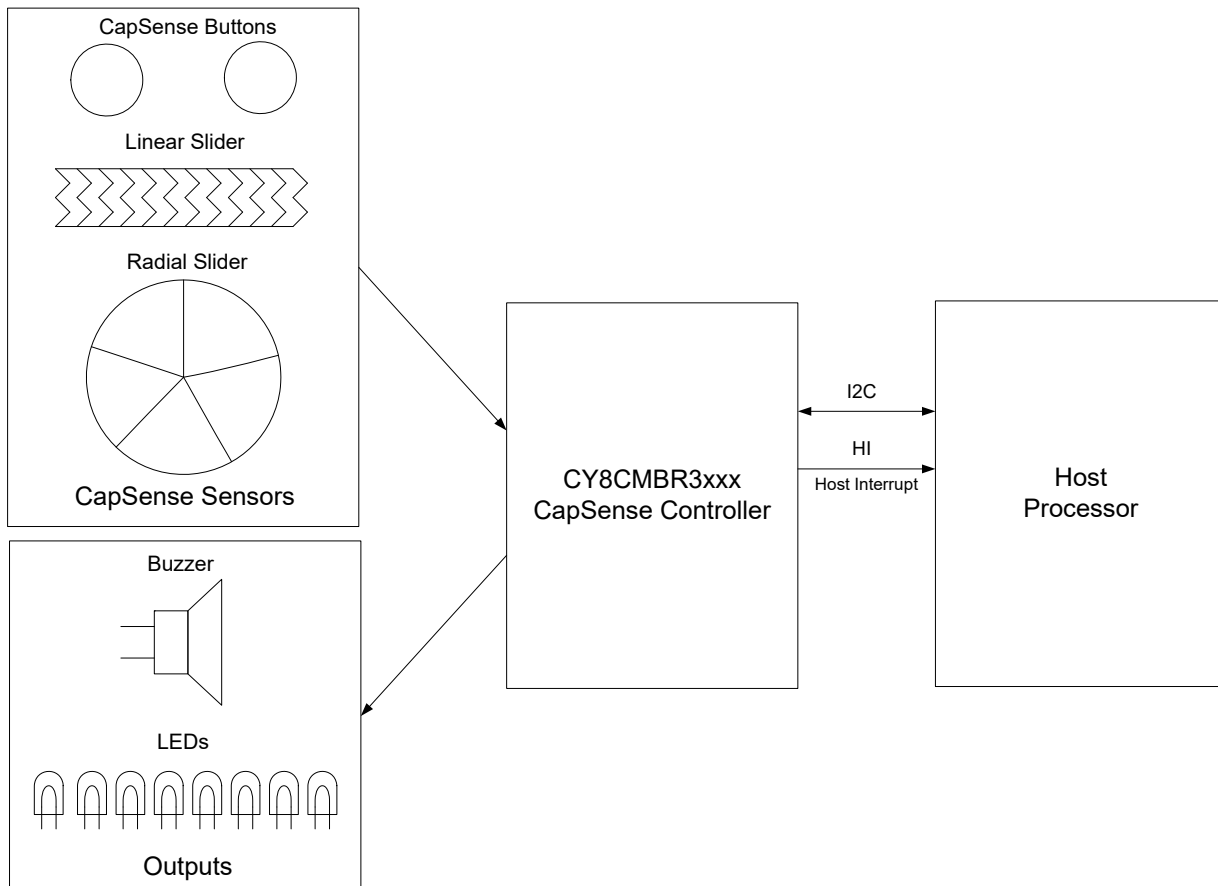 CapSense Buttons
Linear Slider
Radial Slider
CapSense Sensors
Buzzer
LEDs
Outputs
CY8CMBR3xxx
CapSense Controller
I2C
HI
Host Interrupt
Host
Processor